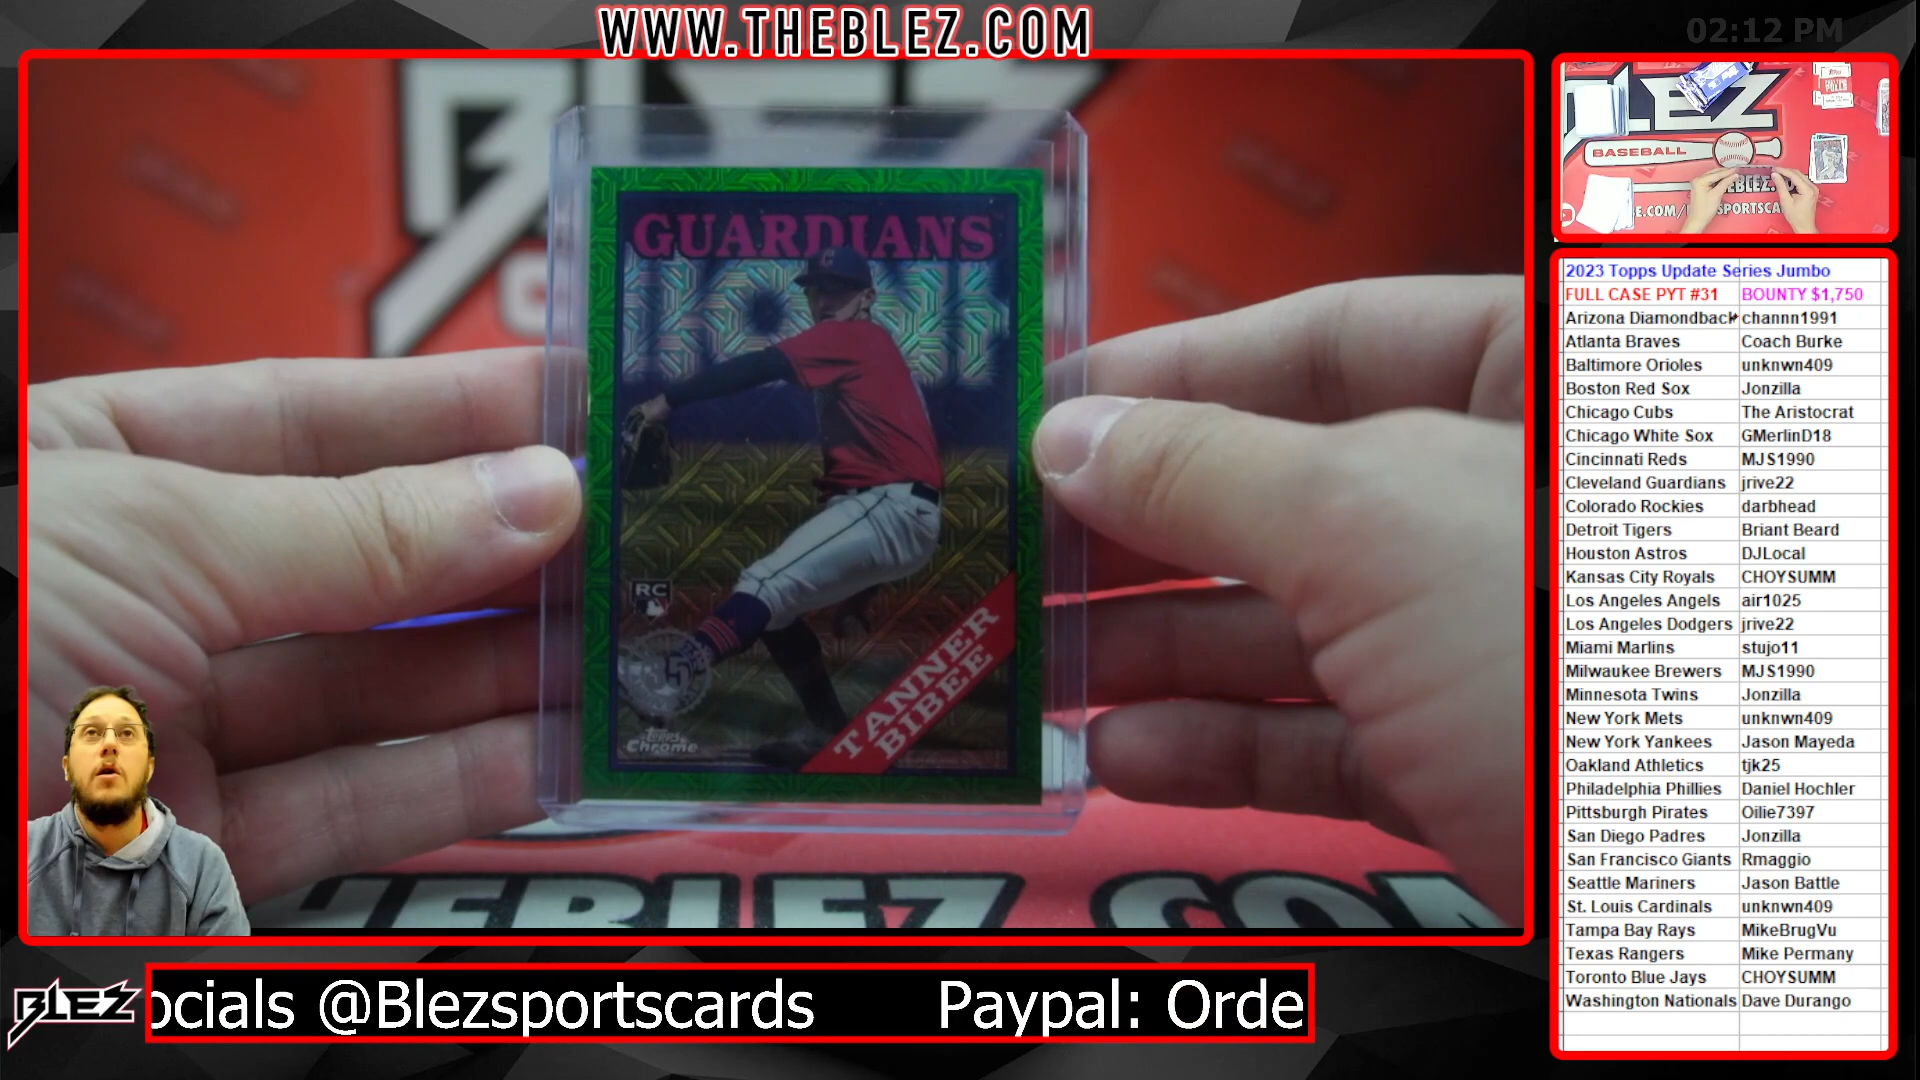 WWW.THEBLEZ.COM
02:12 PM
BLEZ
GUARDIANS
RC
TANNER
BIBEE
Topps
Chrome
THEBLEZ.COM
BLEZ
BASEBALL
2023 Topps Update Series Jumbo
FULL CASE PYT #31 BOUNTY $1,750
Arizona Diamondback channn1991
Atlanta Braves Coach Burke
Baltimore Orioles unknwn409
Boston Red Sox Jonzilla
Chicago Cubs The Aristocrat
Chicago White Sox GMerlinD18
Cincinnati Reds MJS1990
Cleveland Guardians jrive22
Colorado Rockies darbhead
Detroit Tigers Briant Beard
Houston Astros DJLocal
Kansas City Royals CHOYSUMM
Los Angeles Angels air1025
Los Angeles Dodgers jrive22
Miami Marlins stujo11
Milwaukee Brewers MJS1990
Minnesota Twins Jonzilla
New York Mets unknwn409
New York Yankees Jason Mayeda
Oakland Athletics tjk25
Philadelphia Phillies Daniel Hochler
Pittsburgh Pirates Oilie7397
San Diego Padres Jonzilla
San Francisco Giants Rmaggio
Seattle Mariners Jason Battle
St. Louis Cardinals unknwn409
Tampa Bay Rays MikeBrugVu
Texas Rangers Mike Permany
Toronto Blue Jays CHOYSUMM
Washington Nationals Dave Durango
BLEZ
ocials @Blezsportscards Paypal: Orde